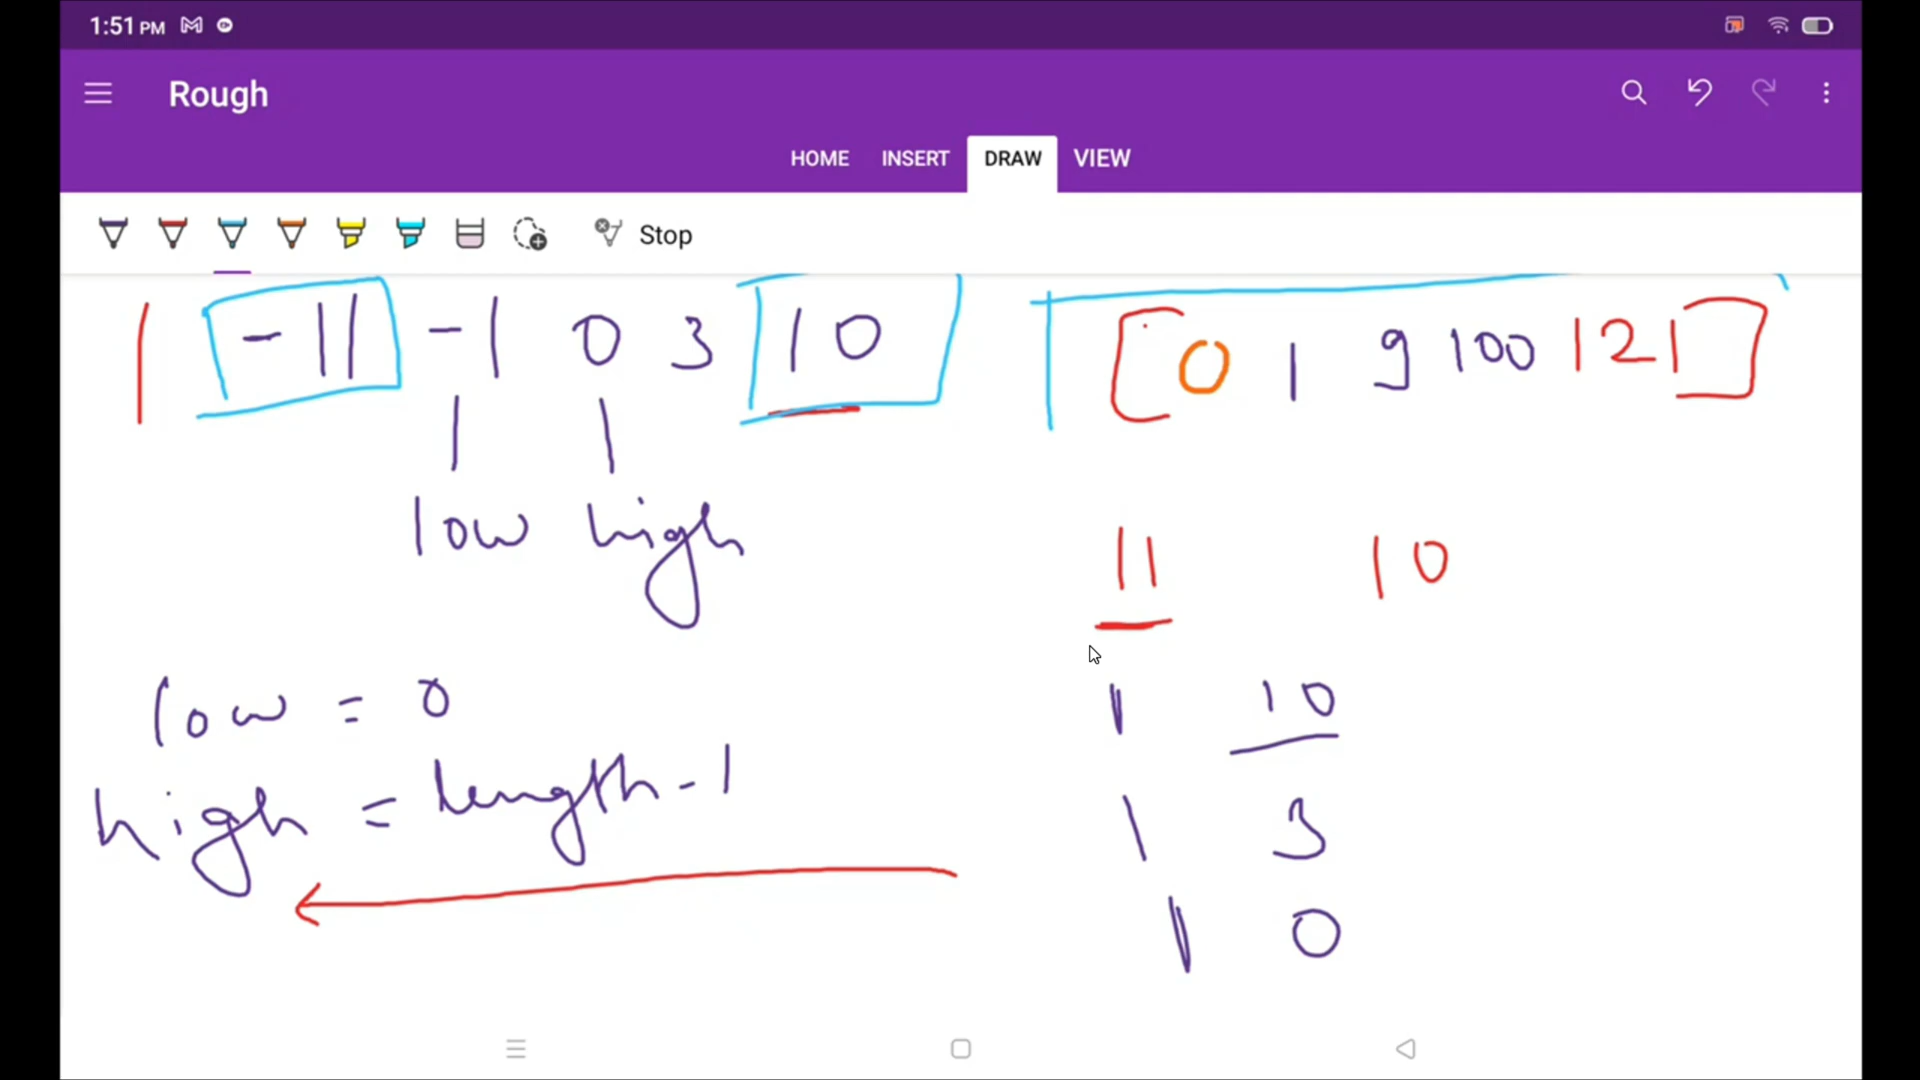 1:51 PM
Rough
HOME INSERT DRAW VIEW
Stop
-11 -1 0 3 10
[0 1 9 100 121]
low high
11 10
low = 0
1 10
high = length-1
1 3
1 0